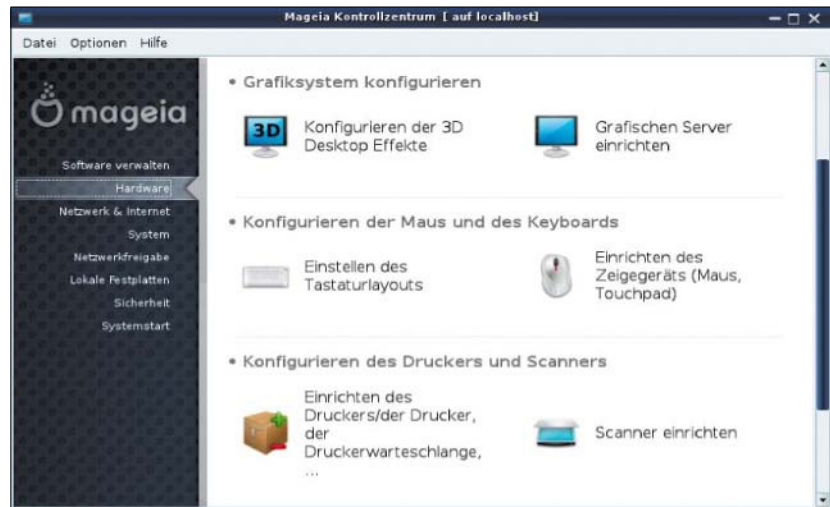 Mageia Kontrollzentrum [ auf localhost]
Datei Optionen Hilfe
mageia
Software verwalten
Hardware
Netzwerk & Internet
System
Netzwerkfreigabe
Lokale Festplatten
Sicherheit
Systemstart
• Grafiksystem konfigurieren
3D
Konfigurieren der 3D
Desktop Effekte
Grafischen Server
einrichten
• Konfigurieren der Maus und des Keyboards
Einstellen des
Tastaturlayouts
Einrichten des
Zeigegeräts (Maus,
Touchpad)
• Konfigurieren des Druckers und Scanners
Einrichten des
Druckers/der Drucker,
der
Druckerwarteschlange,
...
Scanner einrichten